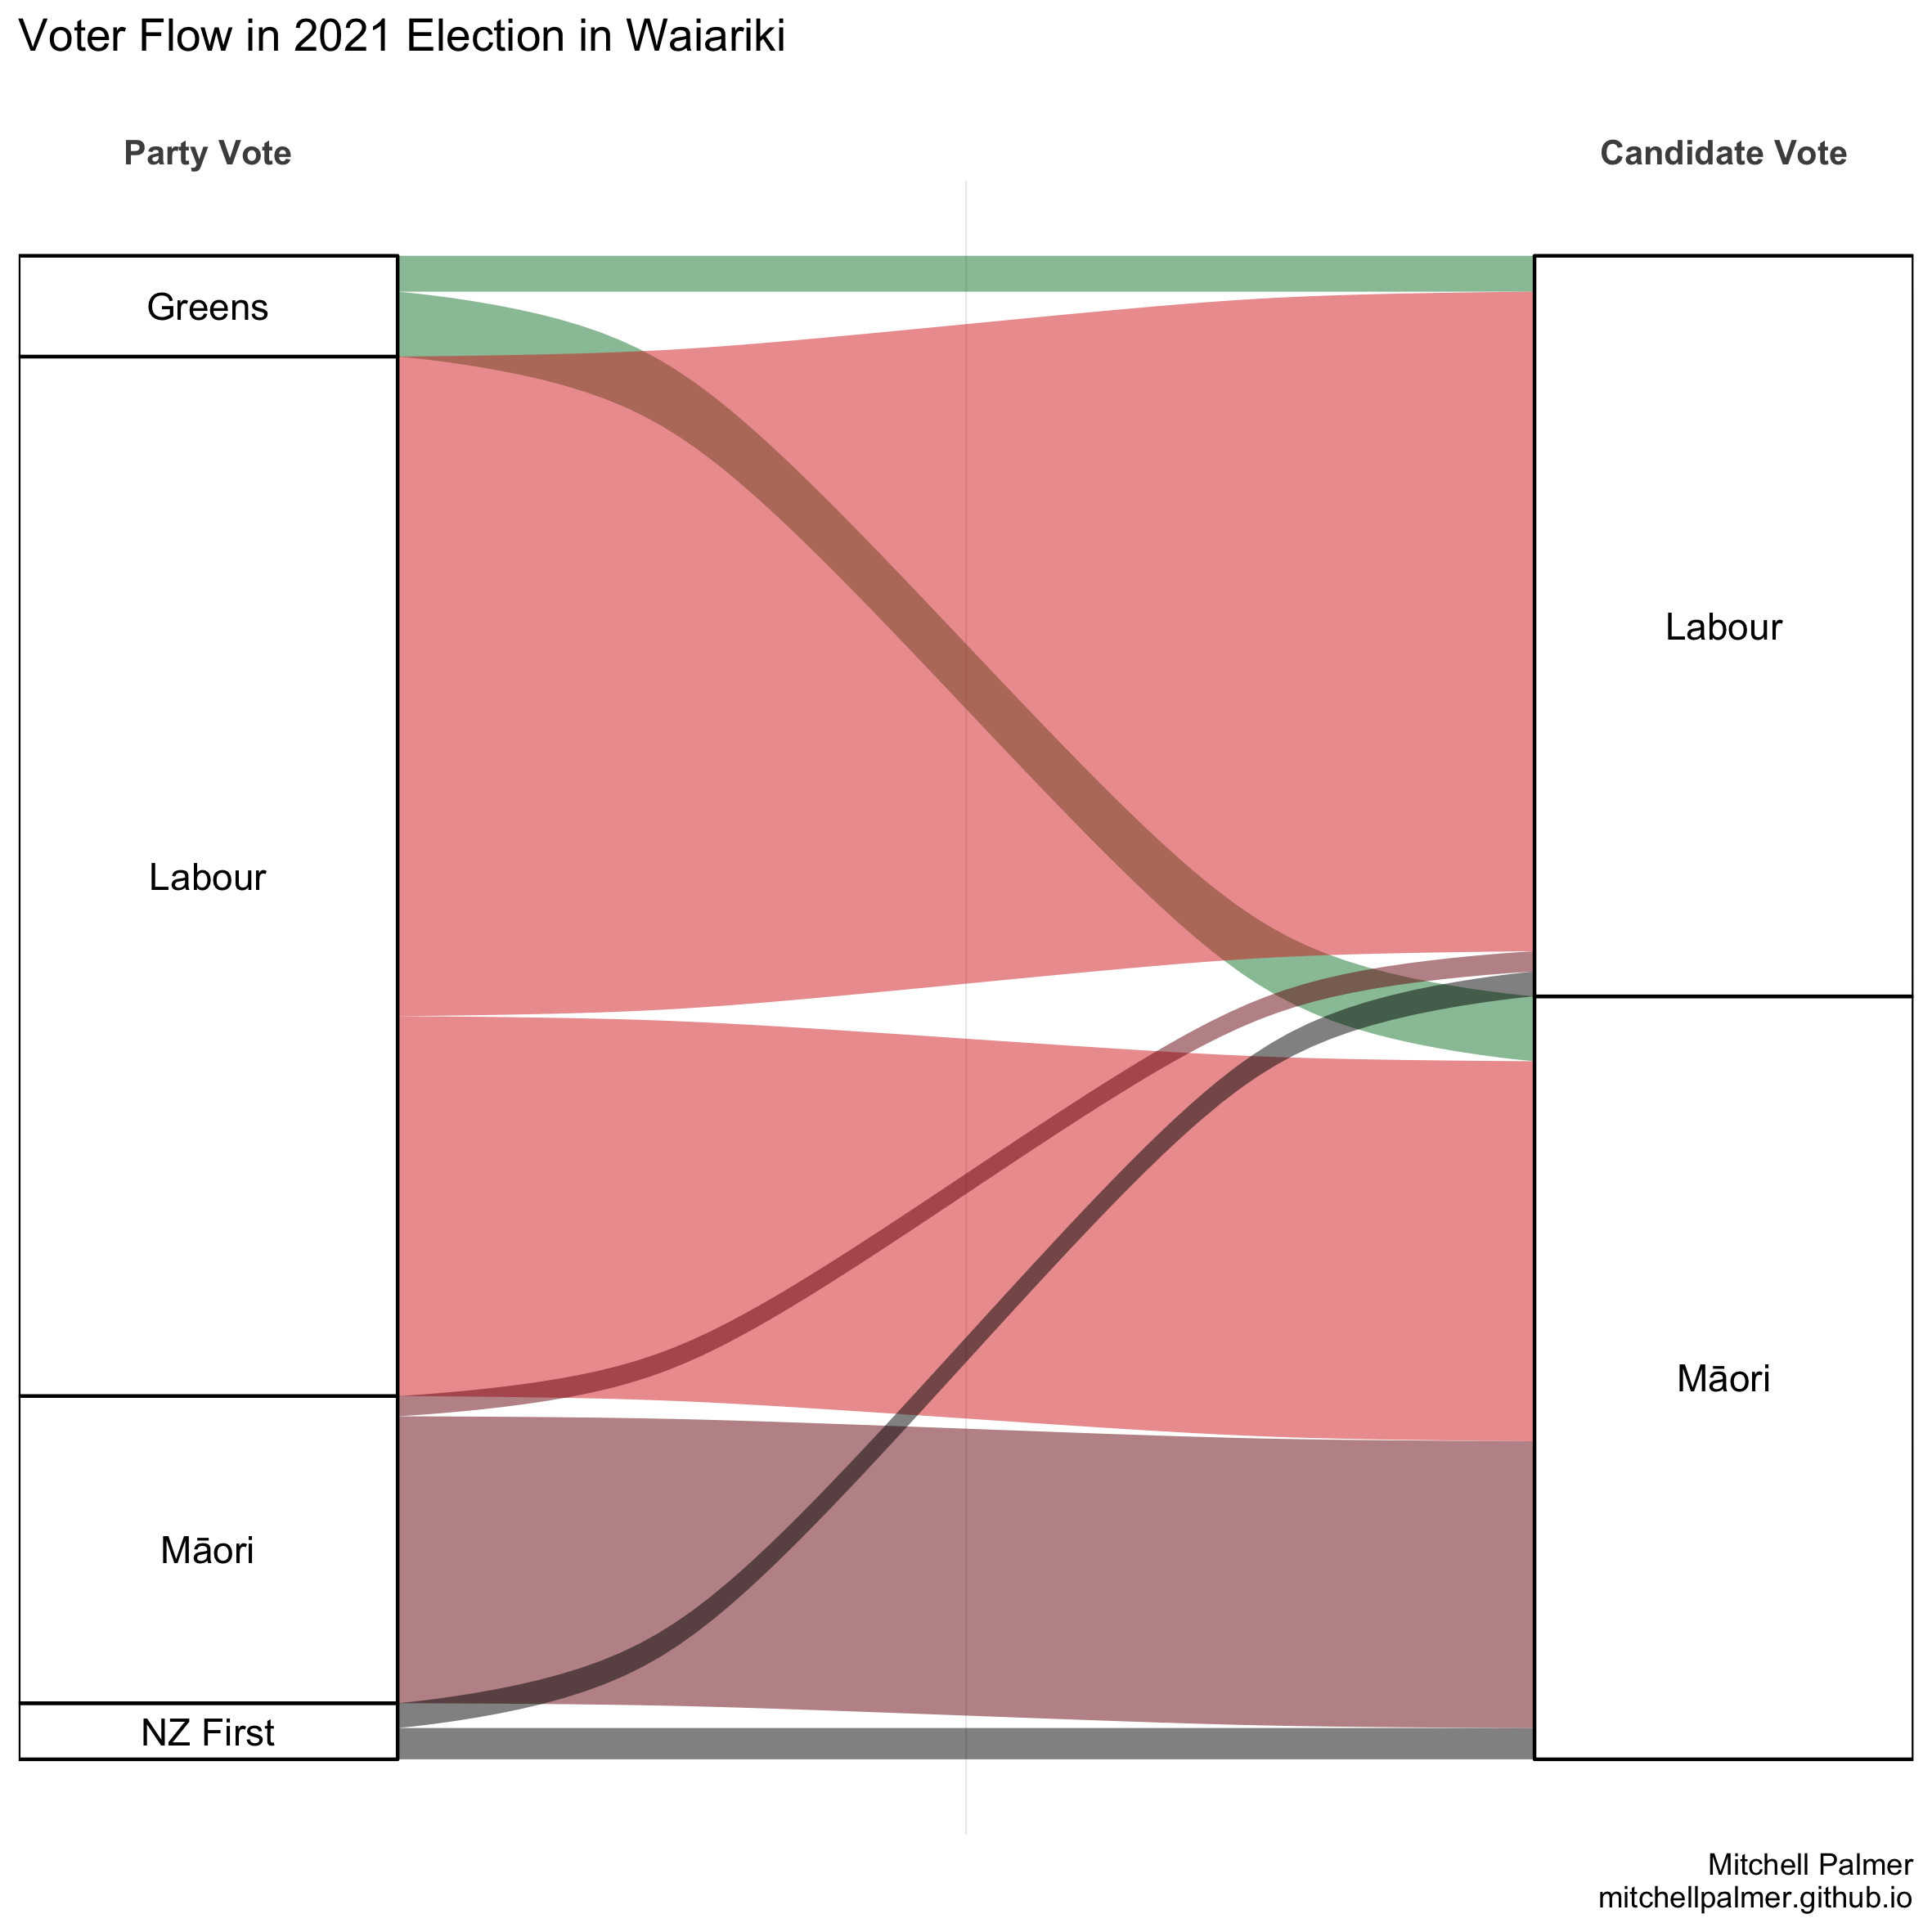 Voter Flow in 2021 Election in Waiariki
Party Vote
Candidate Vote
Greens
Labour
Māori
NZ First
Labour
Māori
Mitchell Palmer
mitchellpalmer.github.io